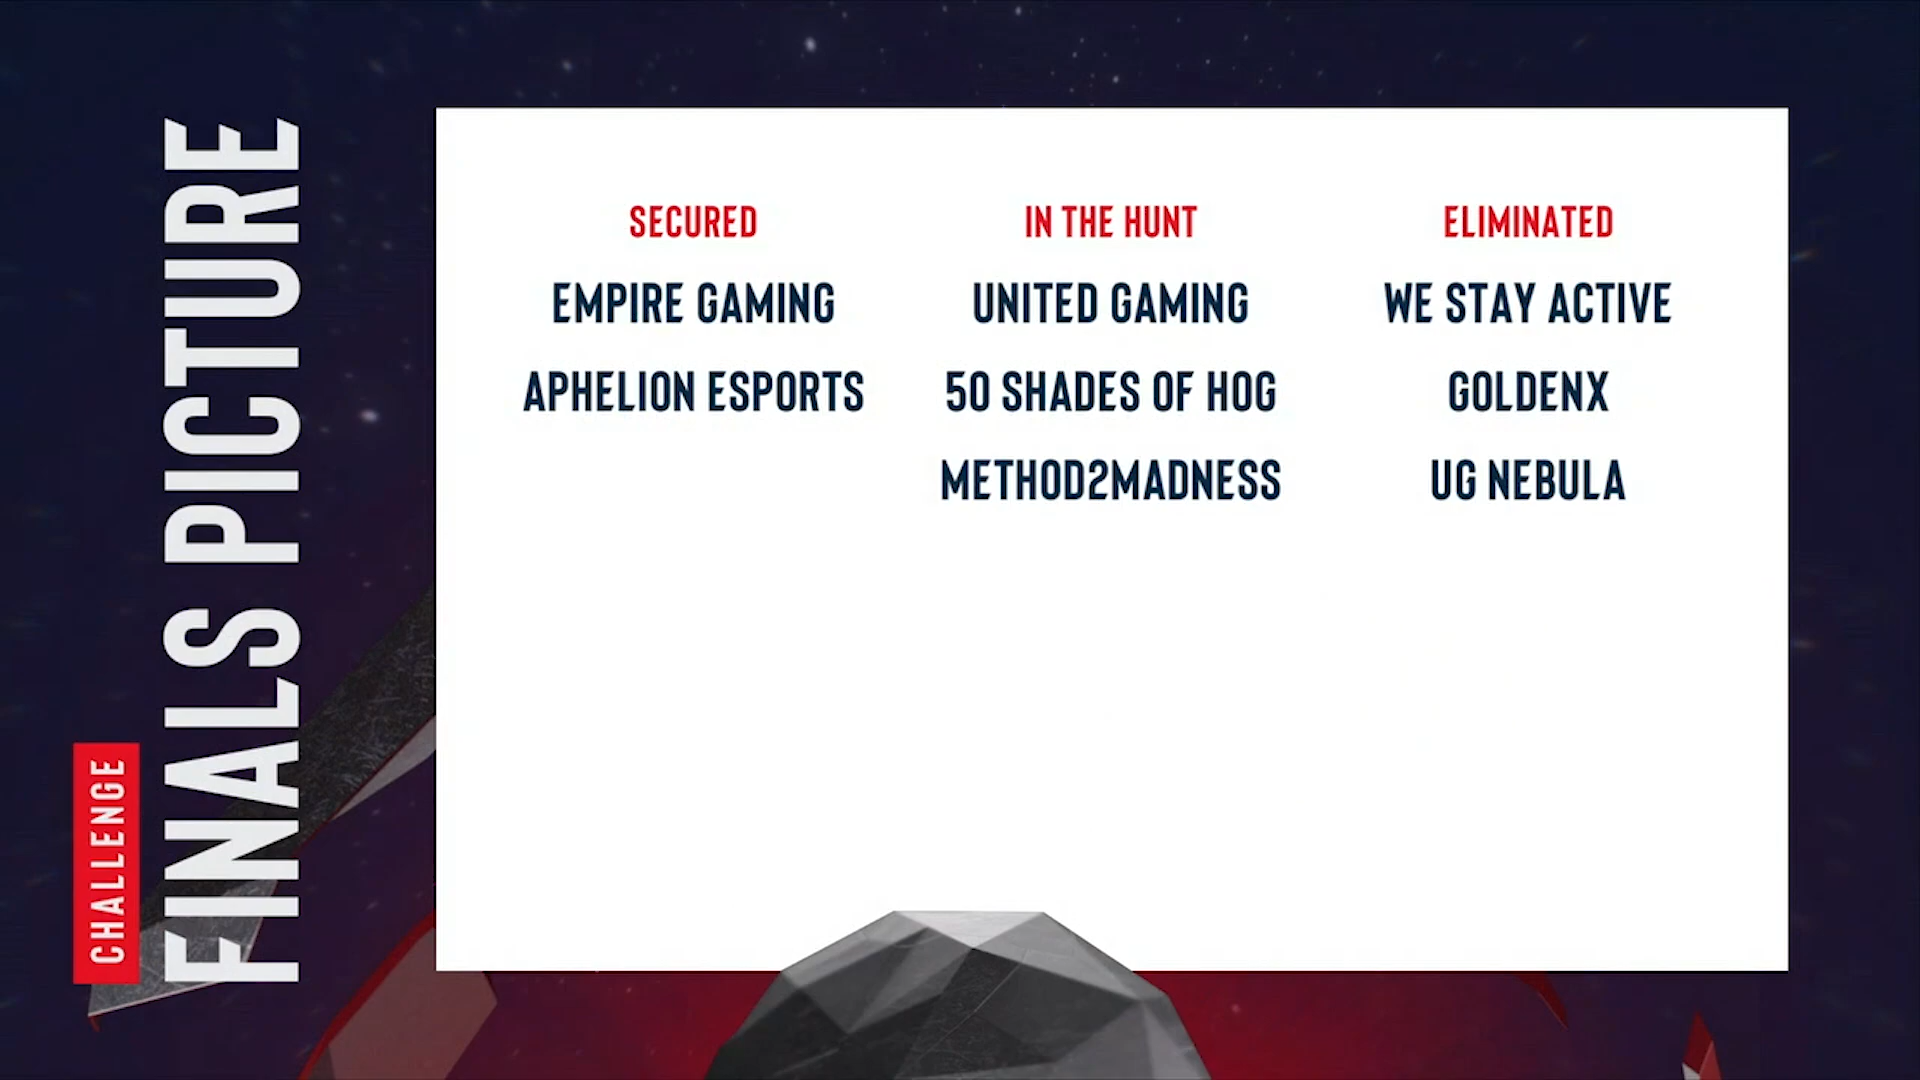 CHALLENGE
FINALS PICTURE
SECURED
EMPIRE GAMING
APHELION ESPORTS
IN THE HUNT
UNITED GAMING
50 SHADES OF HOG
METHOD2MADNESS
ELIMINATED
WE STAY ACTIVE
GOLDENX
UG NEBULA